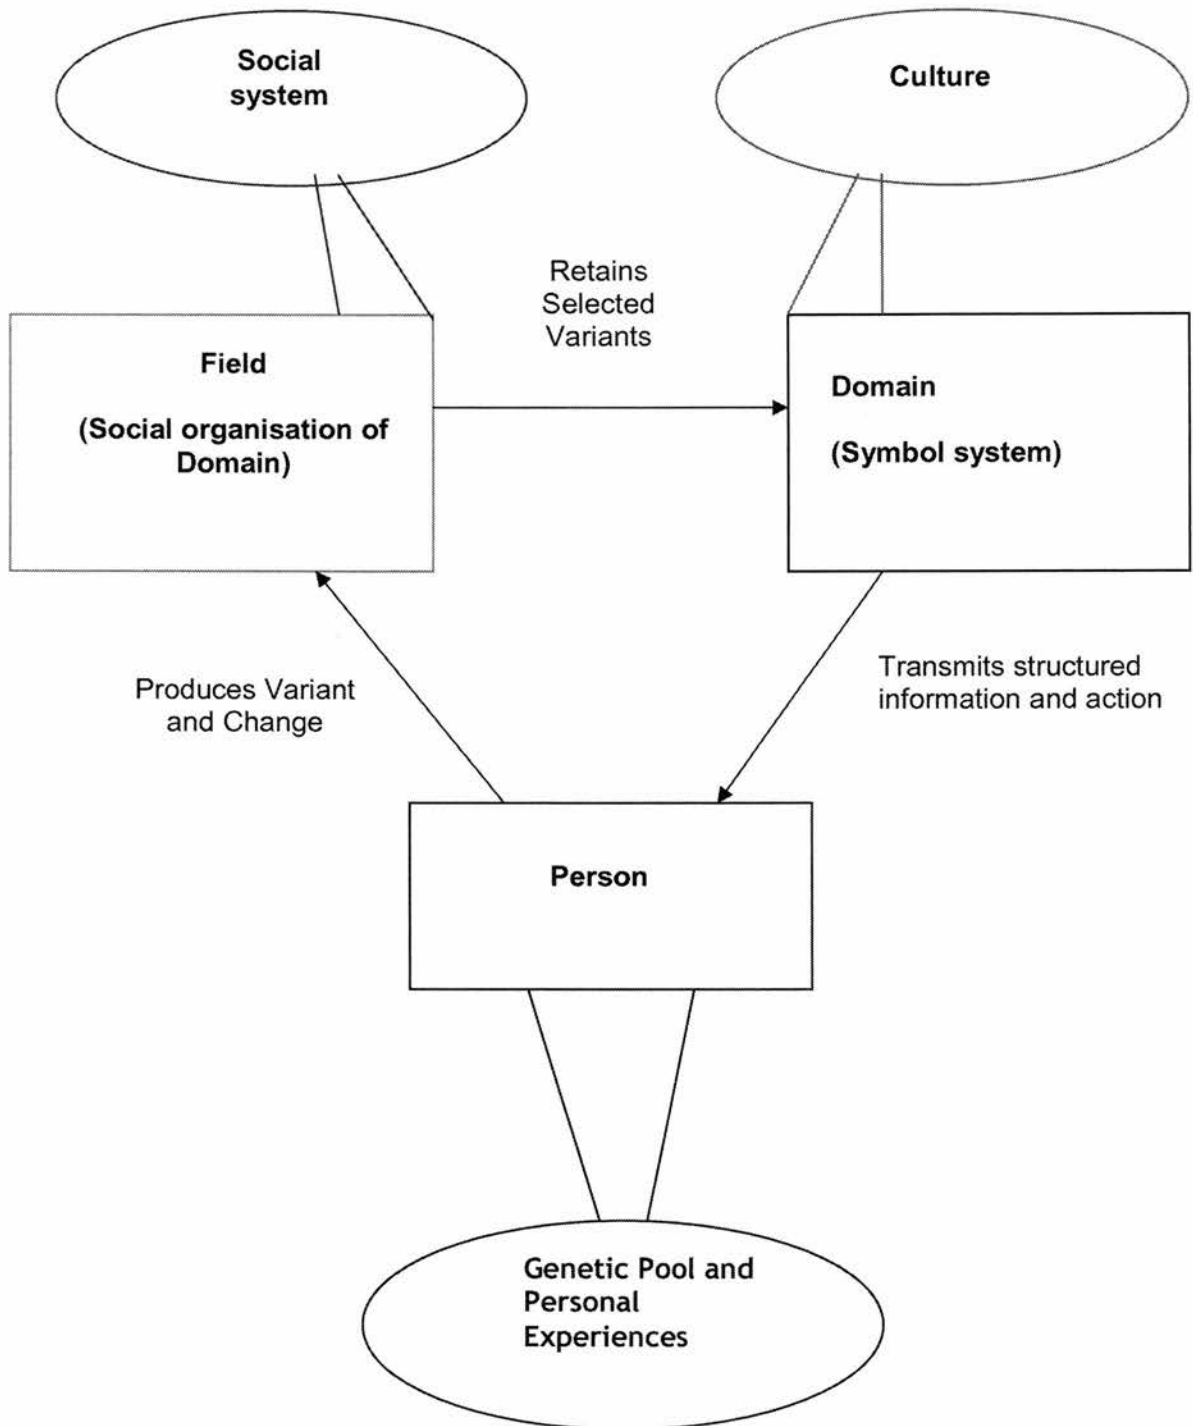 Social
system
Culture
Retains
Selected
Variants
Field
(Social organisation of
Domain)
Domain
(Symbol system)
Produces Variant
and Change
Transmits structured
information and action
Person
Genetic Pool and
Personal
Experiences